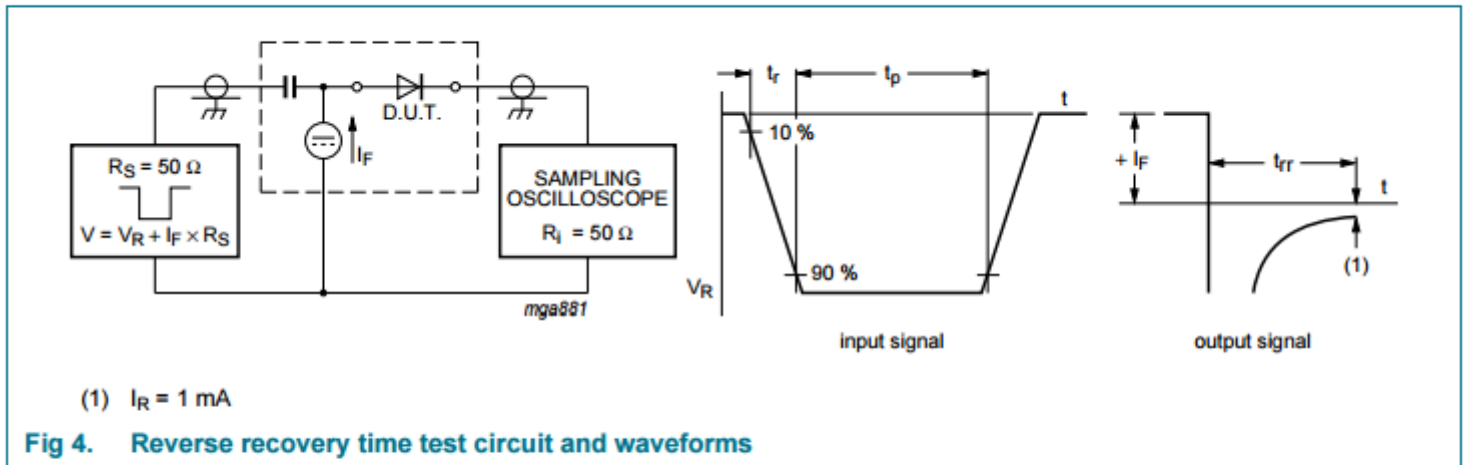 D.U.T.
I_F
R_S = 50 Ω
V = V_R + I_F × R_S
SAMPLING
OSCILLOSCOPE
R_i = 50 Ω
mga881
t_r
t_p
t
10 %
90 %
V_R
input signal
+ I_F
t_rr
t
(1)
output signal
(1) I_R = 1 mA
Fig 4. Reverse recovery time test circuit and waveforms